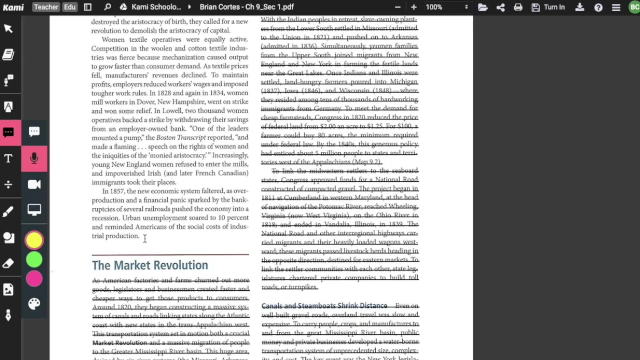 Kami
Kami Schoolo...
Brian Cortes - Ch 9_Sec 1.pdf
100%
BC
destroyed the aristocracy of birth, they called for a new
revolution to demolish the aristocracy of capital.
Women textile operatives were equally active.
Competition in the woolen and cotton textile indus-
tries was fierce because mechanization caused output
to grow faster than consumer demand. As textile prices
fell, manufacturers' revenues declined. To maintain
profits, employers reduced workers' wages and imposed
tougher work rules. In 1828 and again in 1834, women
mill workers in Dover, New Hampshire, went on strike
and won some relief. In Lowell, two thousand women
operatives backed a strike by withdrawing their savings
from an employer-owned bank. "One of the leaders
mounted a pump," the Boston Transcript reported, "and
made a flaming . . . speech on the rights of women and
the iniquities of the 'monied aristocracy.'" Increasingly,
young New England women refused to enter the mills,
and impoverished Irish (and later French Canadian)
immigrants took their places.
In 1857, the new economic system faltered, as over-
production and a financial panic sparked by the bank-
ruptcies of several railroads pushed the economy into a
recession. Urban unemployment soared to 10 percent
and reminded Americans of the social costs of indus-
trial production.
The Market Revolution
As American factories and farms churned out more
goods, legislators and businessmen created faster and
cheaper ways to get those products to consumers.
Around 1820, they began constructing a massive sys-
tem of canals and roads linking states along the Atlantic
coast with new states in the trans-Appalachian west.
This transportation system set in motion both a crucial
Market Revolution and a massive migration of people
to the Greater Mississippi River basin. This huge area,
With the Indian peoples in retreat, slave-owning plant-
ers from the Lower South settled in Missouri (admitted
to the Union in 1821) and pushed on to Arkansas
(admitted in 1836). Simultaneously, yeomen families
from the Upper South joined migrants from New
England and New York in farming the fertile lands
near the Great Lakes. Once Indiana and Illinois were
settled, land-hungry farmers poured into Michigan
(1837), Iowa (1846), and Wisconsin (1848) — where
they resided among tens of thousands of hardworking
immigrants from Germany. To meet the demand for
cheap farmsteads, Congress in 1820 reduced the price
of federal land from $2.00 an acre to $1.25. For $100, a
farmer could buy 80 acres, the minimum required
under federal law. By the 1840s, this generous policy
had enticed about 5 million people to states and terri-
tories west of the Appalachians (Map 9.2).
To link the midwestern settlers to the seaboard
states, Congress approved funds for a National Road
constructed of compacted gravel. The project began in
1811 at Cumberland in western Maryland, at the head
of navigation of the Potomac River, reached Wheeling,
Virginia (now West Virginia), on the Ohio River in
1818; and ended in Vandalia, Illinois, in 1839. The
National Road and other interregional highways car-
ried migrants and their heavily loaded wagons west-
ward; these migrants passed livestock herds heading in
the opposite direction, destined for eastern markets. To
link the settler communities with each other, state leg-
islatures chartered private companies to build toll
roads, or turnpikes.
Canals and Steamboats Shrink Distance Even on
well-built gravel roads, overland travel was slow and
expensive. To carry people, crops, and manufactures to
and from the great Mississippi River basin, public
money and private businesses developed a water-borne
transportation system of unprecedented size, complex-